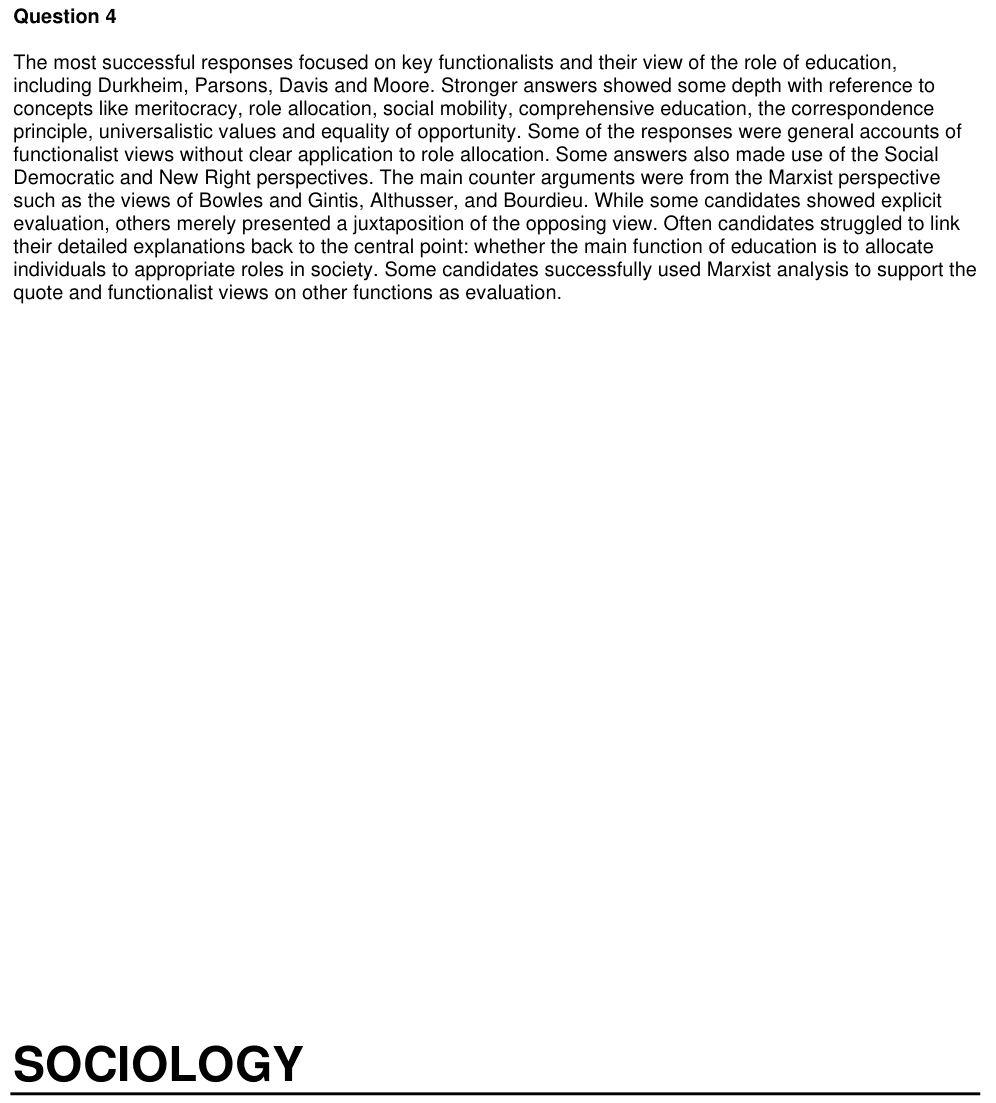 Question 4
The most successful responses focused on key functionalists and their view of the role of education,
including Durkheim, Parsons, Davis and Moore. Stronger answers showed some depth with reference to
concepts like meritocracy, role allocation, social mobility, comprehensive education, the correspondence
principle, universalistic values and equality of opportunity. Some of the responses were general accounts of
functionalist views without clear application to role allocation. Some answers also made use of the Social
Democratic and New Right perspectives. The main counter arguments were from the Marxist perspective
such as the views of Bowles and Gintis, Althusser, and Bourdieu. While some candidates showed explicit
evaluation, others merely presented a juxtaposition of the opposing view. Often candidates struggled to link
their detailed explanations back to the central point: whether the main function of education is to allocate
individuals to appropriate roles in society. Some candidates successfully used Marxist analysis to support the
quote and functionalist views on other functions as evaluation.
SOCIOLOGY